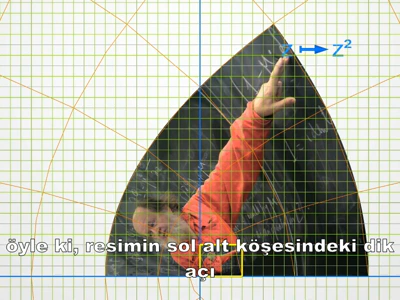 z ↦ z²
öyle ki, resimin sol alt köşesindeki dik
açı